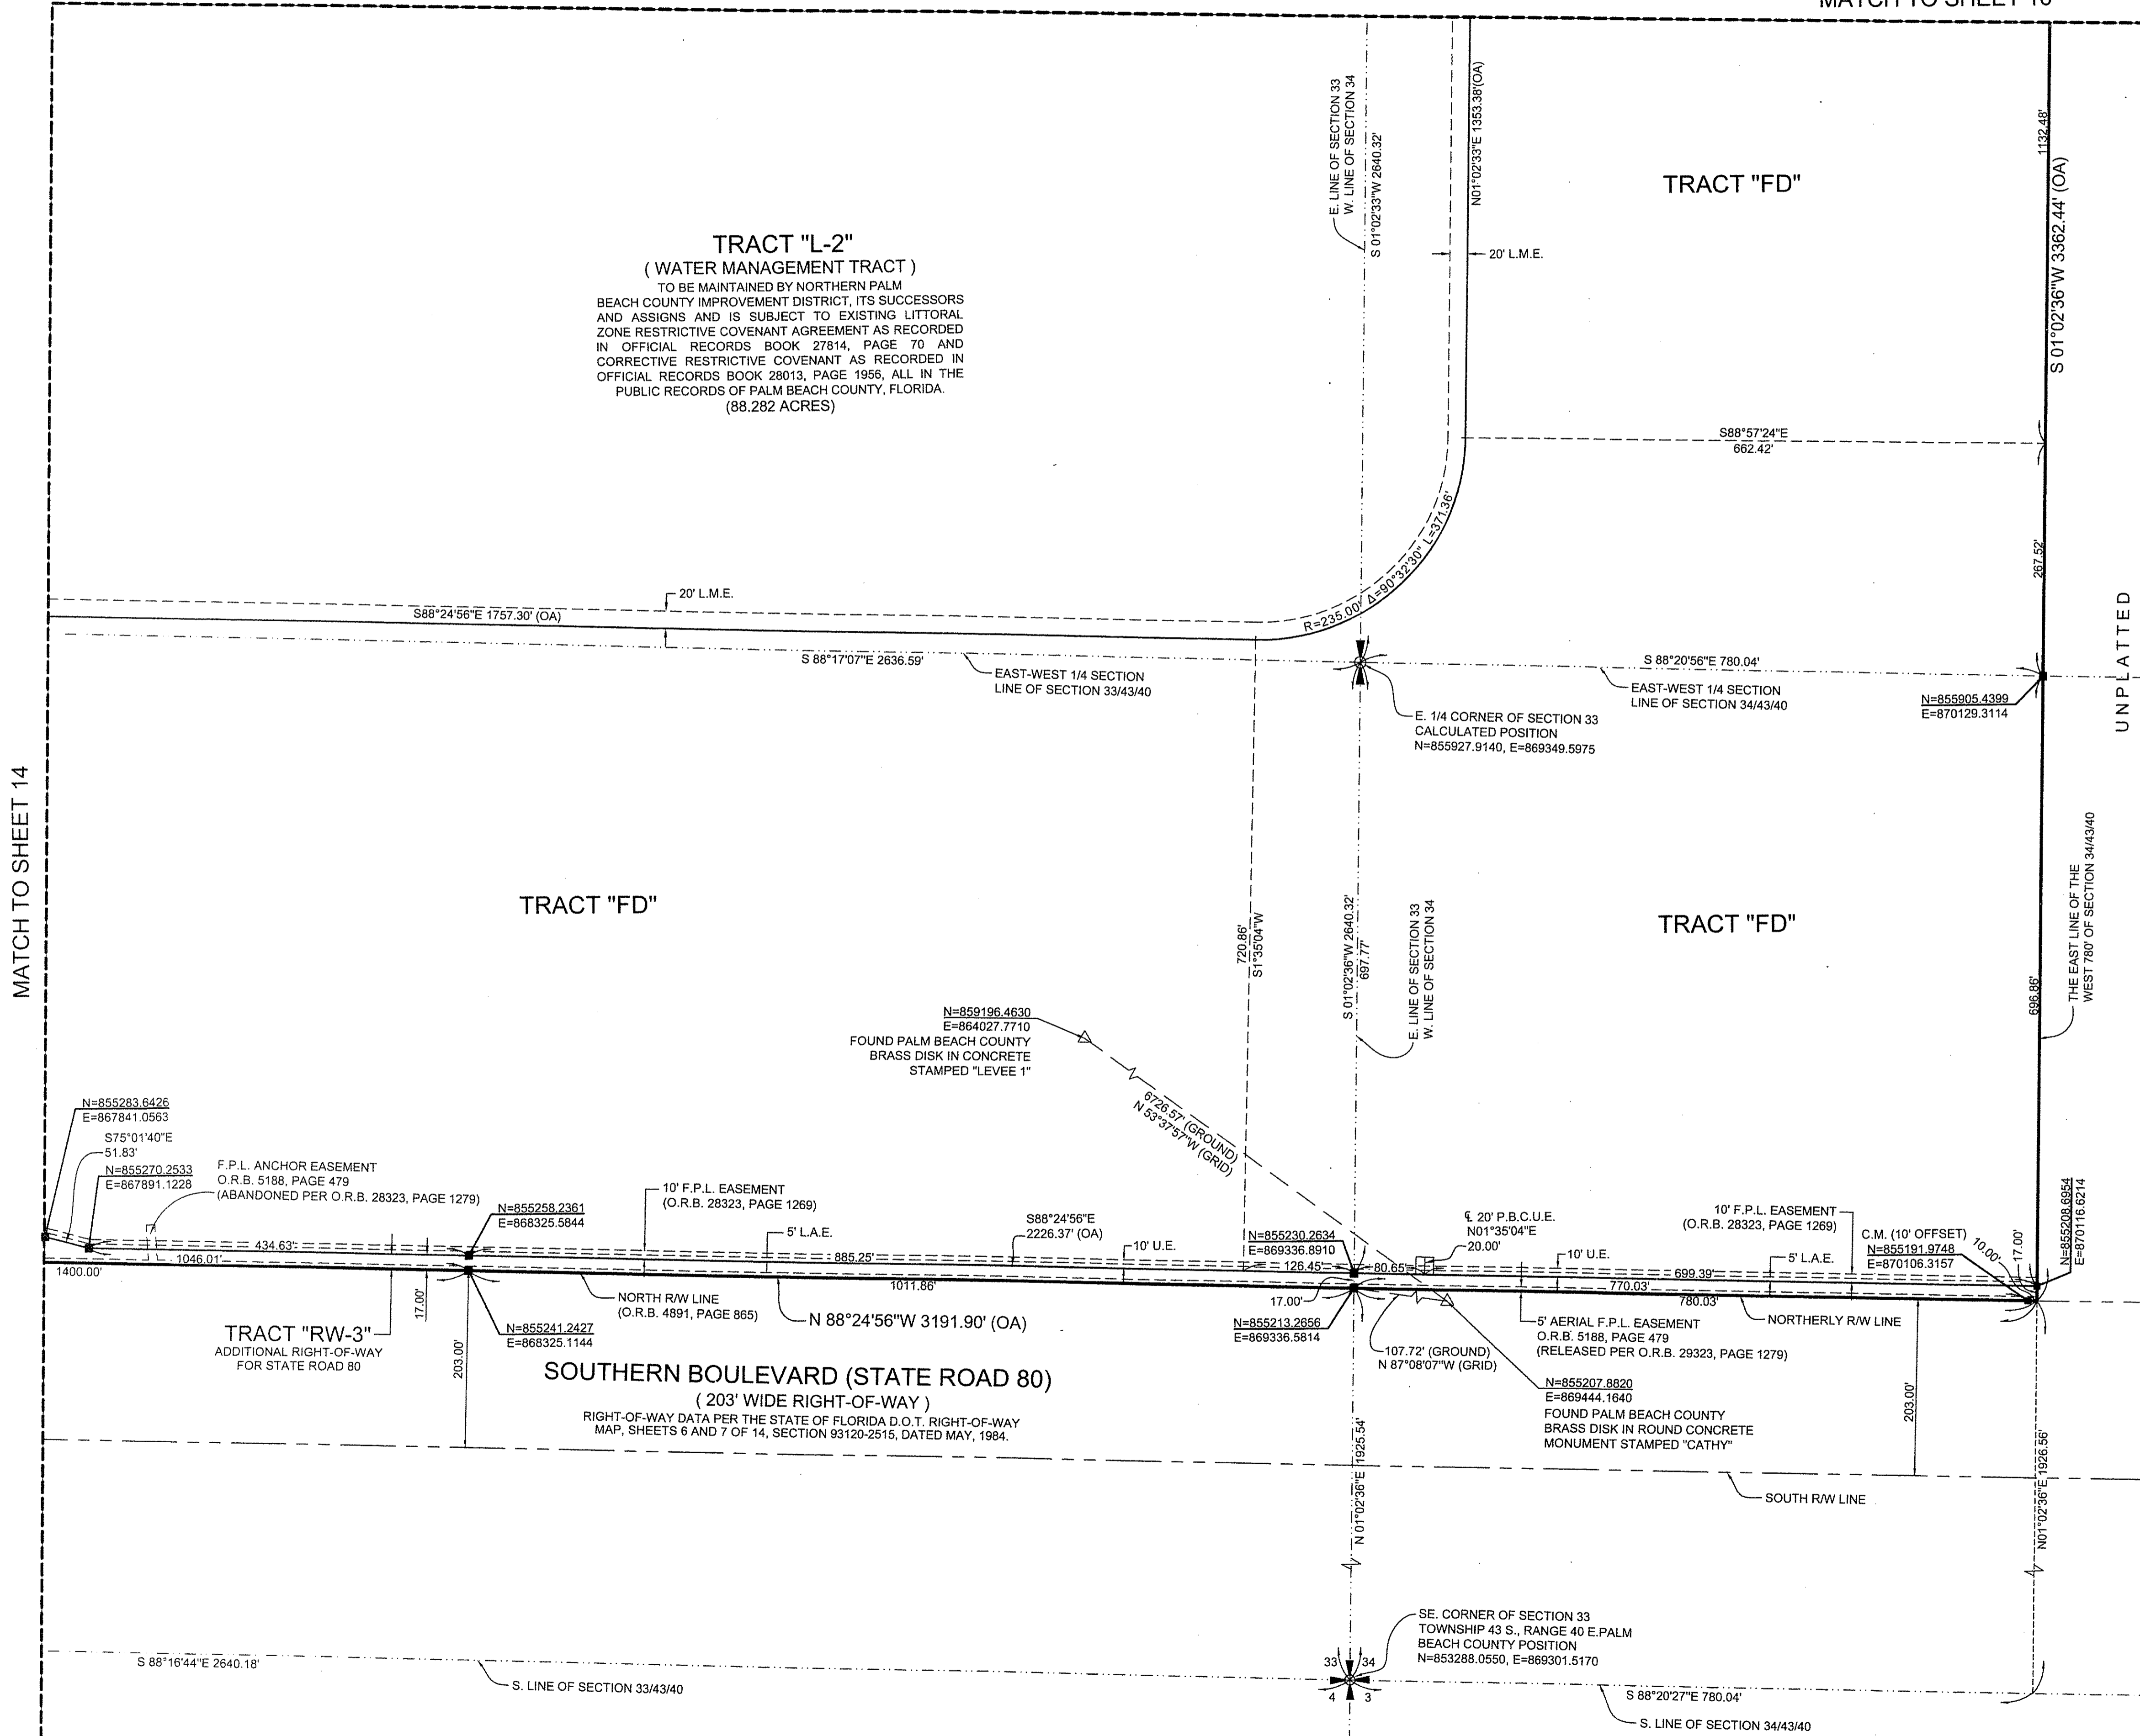 MATCH TO SHEET 14
TRACT "L-2"
( WATER MANAGEMENT TRACT )
TO BE MAINTAINED BY NORTHERN PALM
BEACH COUNTY IMPROVEMENT DISTRICT, ITS SUCCESSORS
AND ASSIGNS AND IS SUBJECT TO EXISTING LITTORAL
ZONE RESTRICTIVE COVENANT AGREEMENT AS RECORDED
IN OFFICIAL RECORDS BOOK 27814, PAGE 70 AND
CORRECTIVE RESTRICTIVE COVENANT AS RECORDED IN
OFFICIAL RECORDS BOOK 28013, PAGE 1956, ALL IN THE
PUBLIC RECORDS OF PALM BEACH COUNTY, FLORIDA.
(88.282 ACRES)
E. LINE OF SECTION 33
W. LINE OF SECTION 34
S 01°02'33"W 2640.32'
N01°02'33"E 1353.38'(OA)
20' L.M.E.
TRACT "FD"
1132.48'
S 01°02'36"W 3362.44' (OA)
S88°57'24"E
662.42'
267.52'
UNPLATTED
20' L.M.E.
S88°24'56"E 1757.30' (OA)
R=235.00' Δ=90°32'30" L=371.36'
S 88°17'07"E 2636.59'
EAST-WEST 1/4 SECTION
LINE OF SECTION 33/43/40
S 88°20'56"E 780.04'
EAST-WEST 1/4 SECTION
LINE OF SECTION 34/43/40
N=855905.4399
E=870129.3114
E. 1/4 CORNER OF SECTION 33
CALCULATED POSITION
N=855927.9140, E=869349.5975
TRACT "FD"
720.86'
S1°35'04"W
S 01°02'36"W 2640.32'
697.77'
E. LINE OF SECTION 33
W. LINE OF SECTION 34
TRACT "FD"
696.86'
THE EAST LINE OF THE
WEST 780' OF SECTION 34/43/40
N=859196.4630
E=864027.7710
FOUND PALM BEACH COUNTY
BRASS DISK IN CONCRETE
STAMPED "LEVEE 1"
6726.57' (GROUND)
N 53°37'57"W (GRID)
N=855283.6426
E=867841.0563
S75°01'40"E
51.83'
N=855270.2533
E=867891.1228
F.P.L. ANCHOR EASEMENT
O.R.B. 5188, PAGE 479
(ABANDONED PER O.R.B. 28323, PAGE 1279)
N=855258.2361
E=868325.5844
10' F.P.L. EASEMENT
(O.R.B. 28323, PAGE 1269)
5' L.A.E.
S88°24'56"E
2226.37' (OA)
10' U.E.
N=855230.2634
E=869336.8910
℄ 20' P.B.C.U.E.
N01°35'04"E
20.00'
10' U.E.
10' F.P.L. EASEMENT
(O.R.B. 28323, PAGE 1269)
5' L.A.E.
C.M. (10' OFFSET)
N=855191.9748
E=870106.3157
10.00'
17.00'
N=855208.6954
E=870116.6214
434.63'
885.25'
126.45'
80.65'
699.39'
1046.01'
1400.00'
1011.86'
770.03'
780.03'
17.00'
17.00'
NORTH R/W LINE
(O.R.B. 4891, PAGE 865)
N 88°24'56"W 3191.90' (OA)
TRACT "RW-3"
ADDITIONAL RIGHT-OF-WAY
FOR STATE ROAD 80
203.00'
N=855241.2427
E=868325.1144
N=855213.2656
E=869336.5814
107.72' (GROUND)
N 87°08'07"W (GRID)
5' AERIAL F.P.L. EASEMENT
O.R.B. 5188, PAGE 479
(RELEASED PER O.R.B. 29323, PAGE 1279)
NORTHERLY R/W LINE
SOUTHERN BOULEVARD (STATE ROAD 80)
( 203' WIDE RIGHT-OF-WAY )
RIGHT-OF-WAY DATA PER THE STATE OF FLORIDA D.O.T. RIGHT-OF-WAY
MAP, SHEETS 6 AND 7 OF 14, SECTION 93120-2515, DATED MAY, 1984.
N=855207.8820
E=869444.1640
FOUND PALM BEACH COUNTY
BRASS DISK IN ROUND CONCRETE
MONUMENT STAMPED "CATHY"
203.00'
SOUTH R/W LINE
N 01°02'36"E 1925.54'
N01°02'36"E 1926.56'
SE. CORNER OF SECTION 33
TOWNSHIP 43 S., RANGE 40 E.PALM
BEACH COUNTY POSITION
N=853288.0550, E=869301.5170
33 34
4 3
S 88°16'44"E 2640.18'
S. LINE OF SECTION 33/43/40
S 88°20'27"E 780.04'
S. LINE OF SECTION 34/43/40